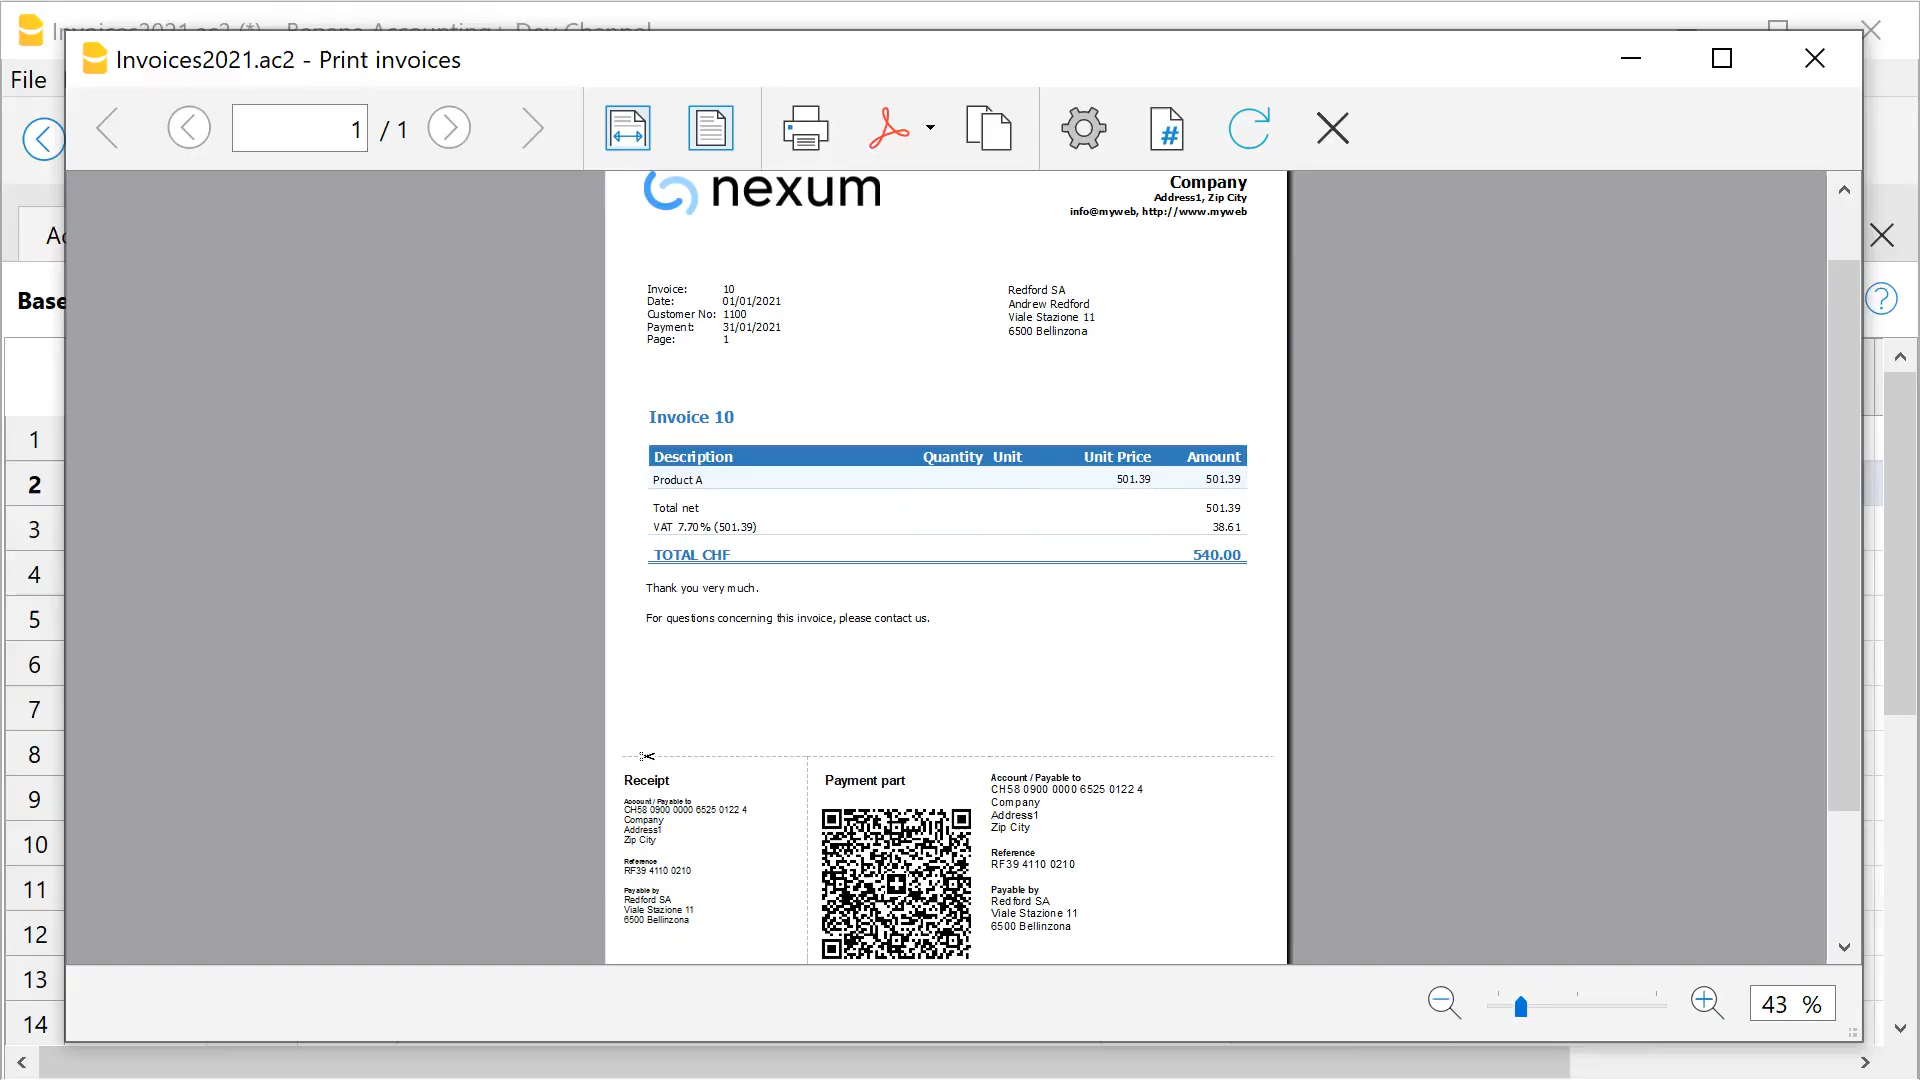 Invoices2021.ac2 - Print invoices
File
1 / 1
Base
1
2
3
4
5
6
7
8
9
10
11
12
13
14
nexum
Company
Address1, Zip City
info@myweb, http://www.myweb
Invoice: 10
Date: 01/01/2021
Customer No: 1100
Payment: 31/01/2021
Page: 1
Redford SA
Andrew Redford
Viale Stazione 11
6500 Bellinzona
Invoice 10
Description Quantity Unit Unit Price Amount
Product A 501.39 501.39
Total net 501.39
VAT 7.70% (501.39) 38.61
TOTAL CHF 540.00
Thank you very much.
For questions concerning this invoice, please contact us.
Receipt
Account / Payable to
CH58 0900 0000 6525 0122 4
Company
Address1
Zip City
Reference
RF39 4110 0210
Payable by
Redford SA
Viale Stazione 11
6500 Bellinzona
Payment part
Account / Payable to
CH58 0900 0000 6525 0122 4
Company
Address1
Zip City
Reference
RF39 4110 0210
Payable by
Redford SA
Viale Stazione 11
6500 Bellinzona
43 %